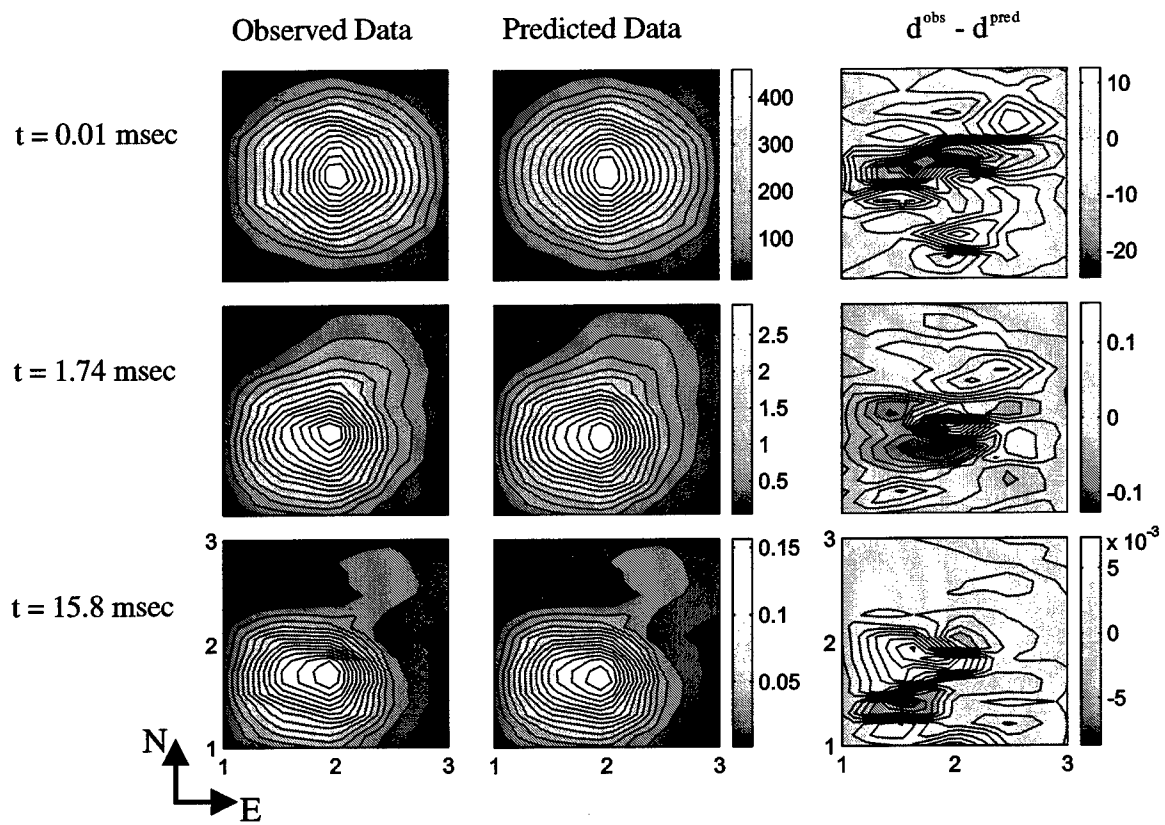 Observed Data Predicted Data d^obs - d^pred
t = 0.01 msec
400
300
200
100
10
0
-10
-20
t = 1.74 msec
2.5
2
1.5
1
0.5
0.1
0
-0.1
t = 15.8 msec
3
2
1
1 2 3
1 2 3
0.15
0.1
0.05
3
2
1
1 2 3
x 10^-3
5
0
-5
N
E